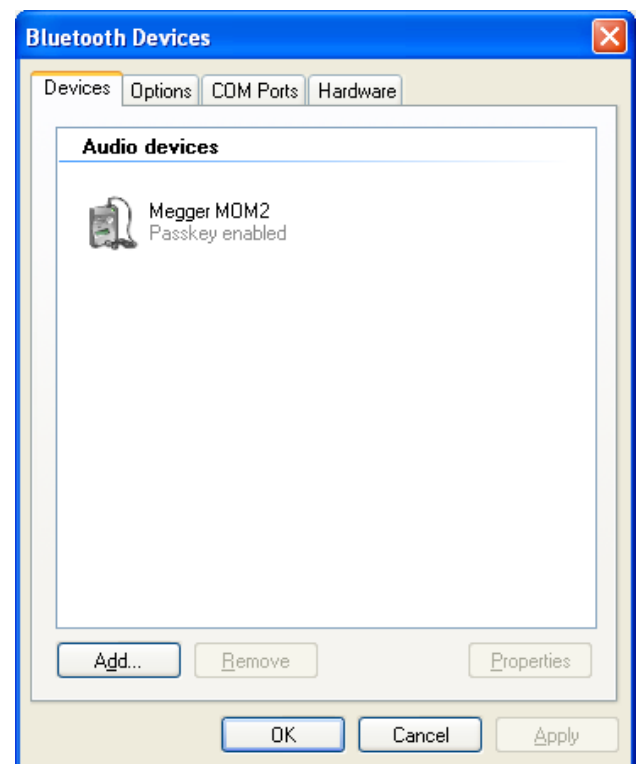 Bluetooth Devices
Devices Options COM Ports Hardware
Audio devices
Megger MOM2
Passkey enabled
Add... Remove Properties
OK Cancel Apply